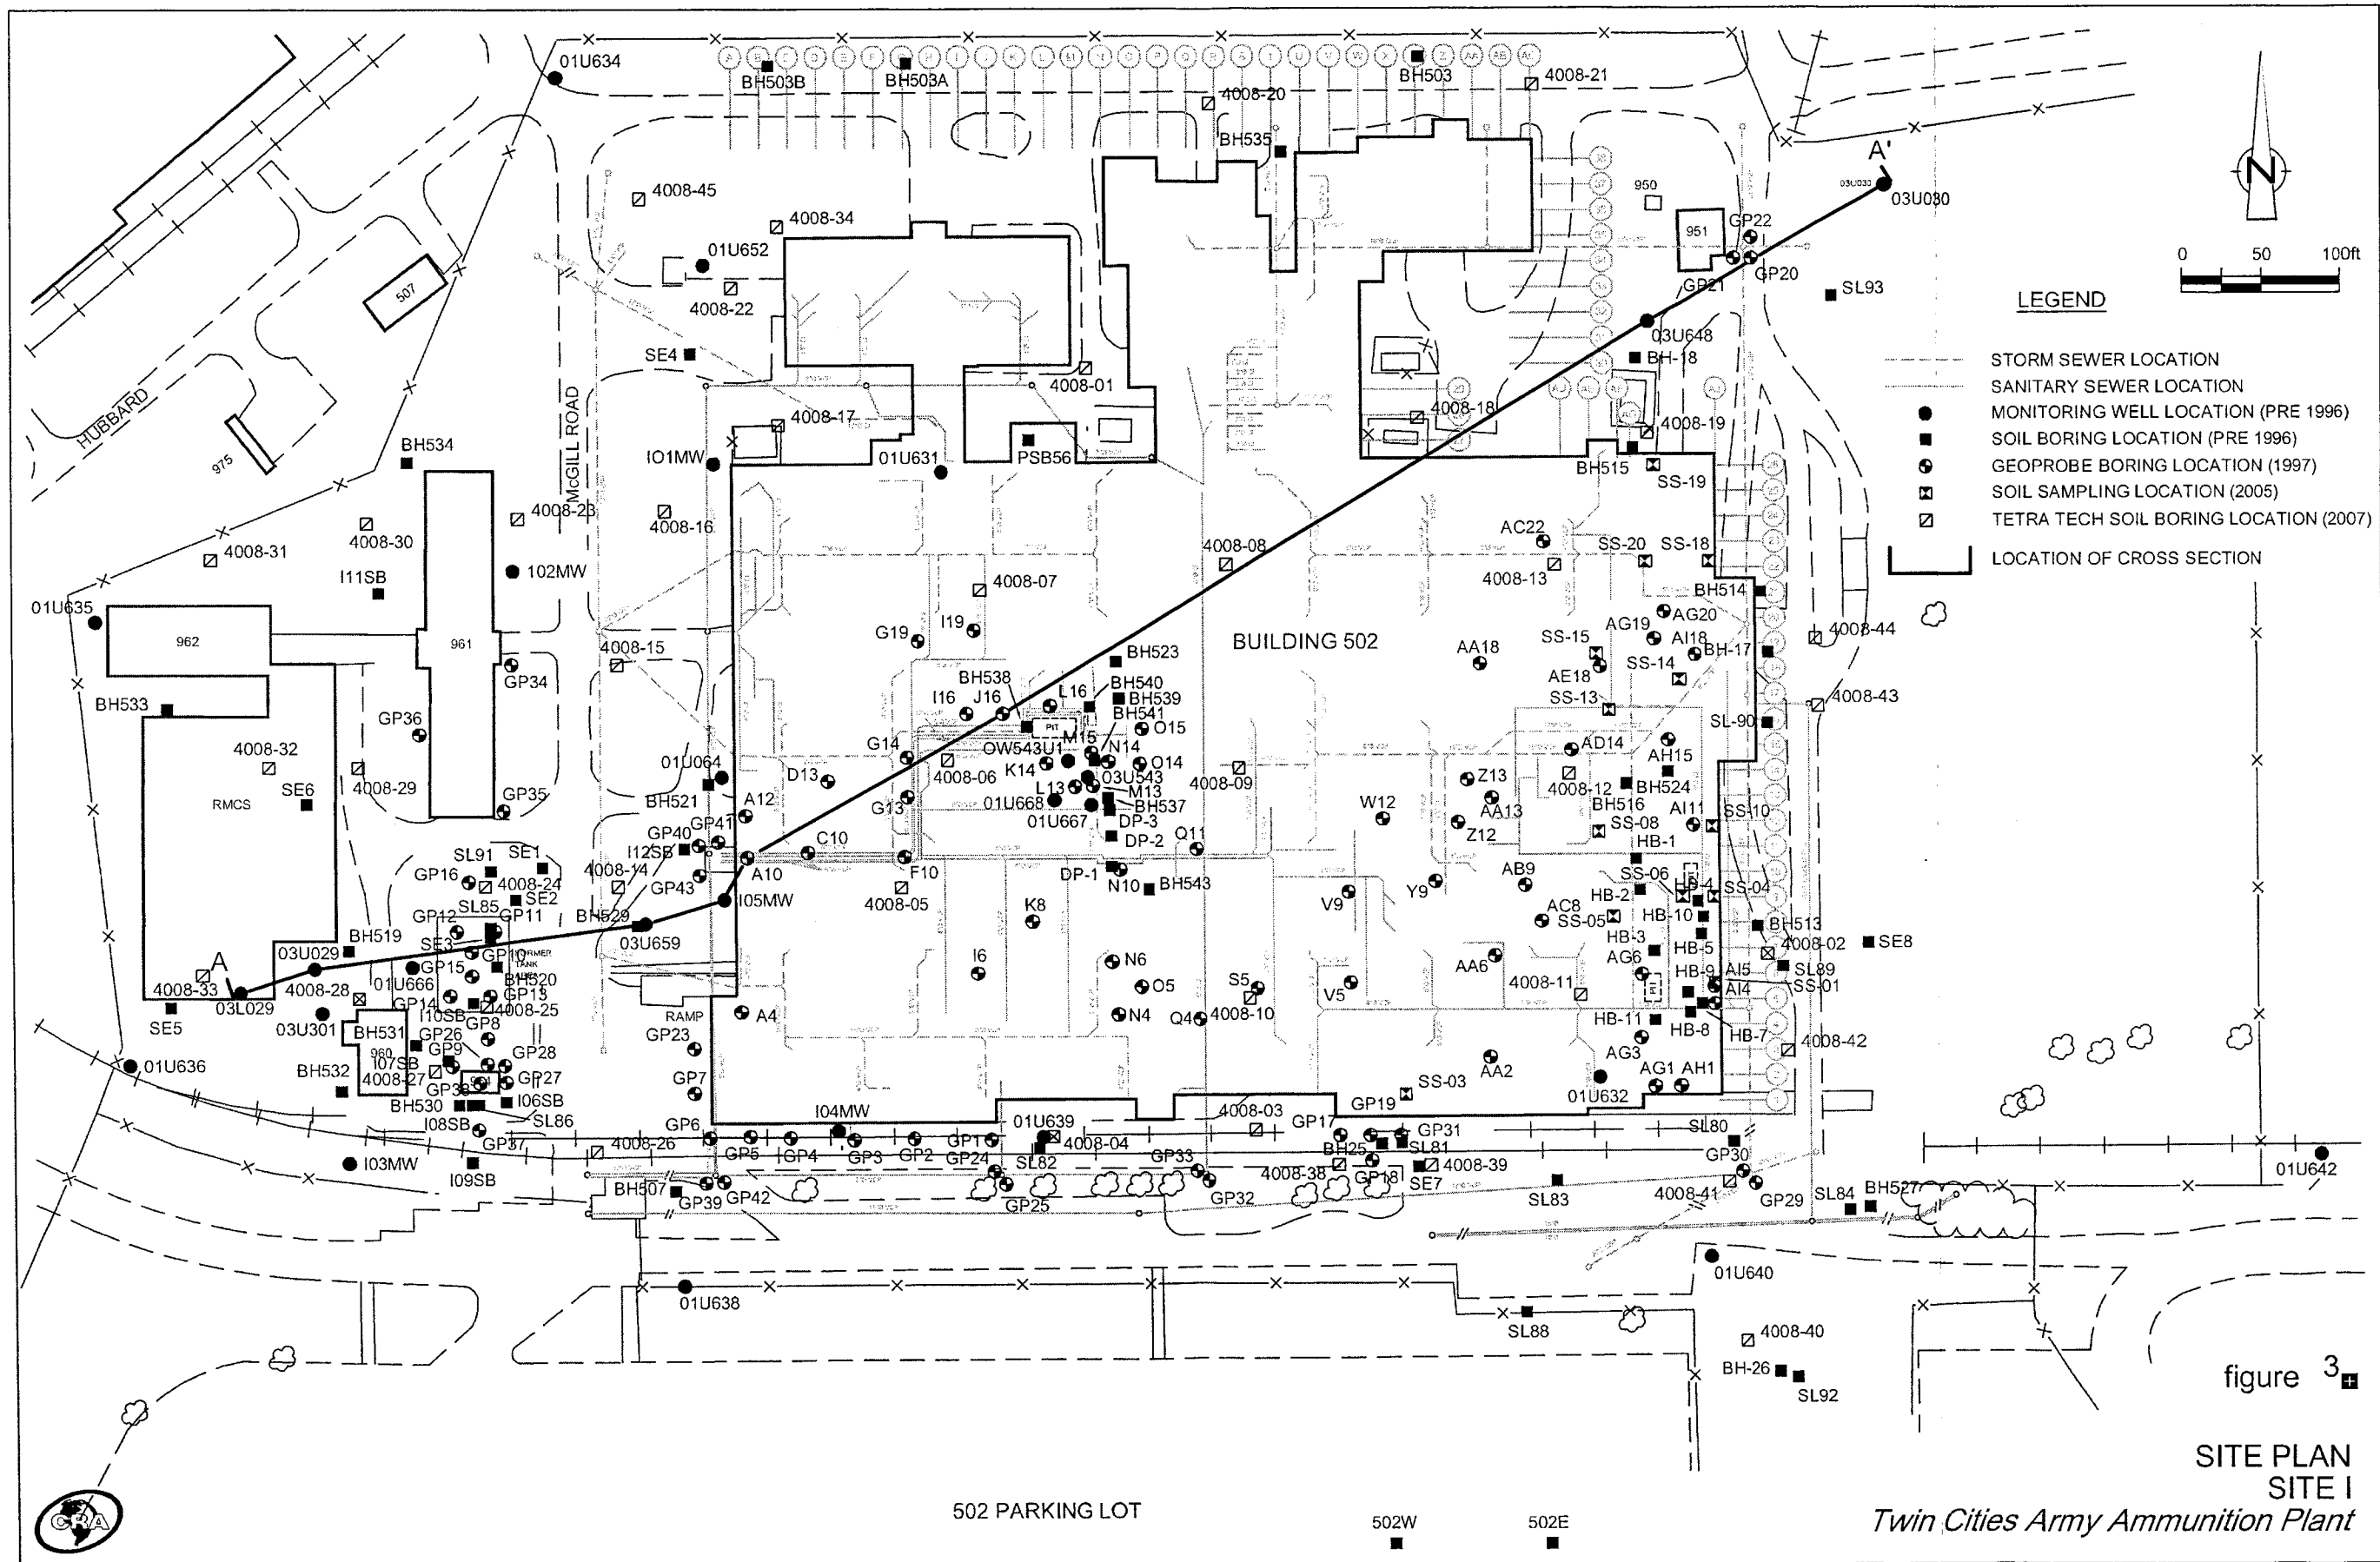 01U634
BH503B
BH503A
BH503
4008-21
4008-20
BH535
4008-45
4008-34
01U652
4008-22
SE4
4008-01
4008-17
4008-18
4008-19
950
951
GP22
GP20
GP21
A'
03U030
03U030
SL93
03U648
BH-18
BH515
SS-19
N
0 50 100ft
LEGEND
STORM SEWER LOCATION
SANITARY SEWER LOCATION
MONITORING WELL LOCATION (PRE 1996)
SOIL BORING LOCATION (PRE 1996)
GEOPROBE BORING LOCATION (1997)
SOIL SAMPLING LOCATION (2005)
TETRA TECH SOIL BORING LOCATION (2007)
LOCATION OF CROSS SECTION
507
HUBBARD
975
McGILL ROAD
BH534
IO1MW
01U631
PSB56
4008-16
4008-23
4008-30
4008-31
I11SB
102MW
01U635
962
961
4008-15
GP34
BH533
GP36
4008-32
4008-29
SE6
RMCS
GP35
4008-07
4008-08
I19
G19
BUILDING 502
AC22
4008-13
SS-20
SS-18
BH514
AG20
AG19
AI18
BH-17
4008-44
SS-15
SS-14
AE18
AA18
SS-13
4008-43
SL-90
BH523
BH538
BH540
BH539
BH541
I16
J16
L16
PIT
M15
O15
OW543U1
N14
K14
O14
03U543
L13
M13
01U668
01U667
BH537
DP-3
DP-2
DP-1
N10
BH543
Q11
G14
4008-06
G13
D13
01U064
BH521
A12
GP41
GP40
I12SB
C10
F10
A10
GP43
I05MW
4008-05
4008-09
W12
Z13
AA13
Z12
AD14
AH15
4008-12
BH524
BH516
AI11
SS-10
SS-08
HB-1
SS-06
HB-4
SS-04
HB-2
HB-10
AB9
Y9
V9
AC8
SS-05
HB-3
HB-5
BH513
4008-02
SE8
SL89
SS-01
AG6
HB-9
AI5
AI4
PIT
AA6
4008-11
V5
HB-11
HB-8
HB-7
AG3
4008-42
AA2
SS-03
01U632
AG1
AH1
SL91
SE1
GP16
4008-24
4008-14
SL85
SE2
GP12
GP11
SE3
BH529
03U659
BH519
03U029
GP10
FORMER
TANK
GP15
BH520
01U666
A
4008-33
03L029
4008-28
GP14
GP13
I10SB
4008-25
SE5
03U301
BH531
GP26
GP8
960
GP9
GP28
I07SB
4008-27
GP38
GP27
I06SB
BH532
BH530
I08SB
SL86
GP37
I03MW
I09SB
4008-26
01U636
RAMP
A4
GP23
GP7
GP6
GP5
GP4
I04MW
GP3
GP2
GP1
GP24
01U639
4008-04
SL82
GP25
BH507
GP39
GP42
K8
I6
N6
O5
N4
Q4
S5
4008-10
4008-03
GP33
GP32
GP17
GP19
GP31
BH25
SL81
4008-38
GP18
4008-39
SE7
SL83
SL80
GP30
4008-41
GP29
SL84
BH527
01U642
01U640
01U638
SL88
4008-40
BH-26
SL92
502 PARKING LOT
502W
502E
figure 3
SITE PLAN
SITE I
Twin Cities Army Ammunition Plant
CRA